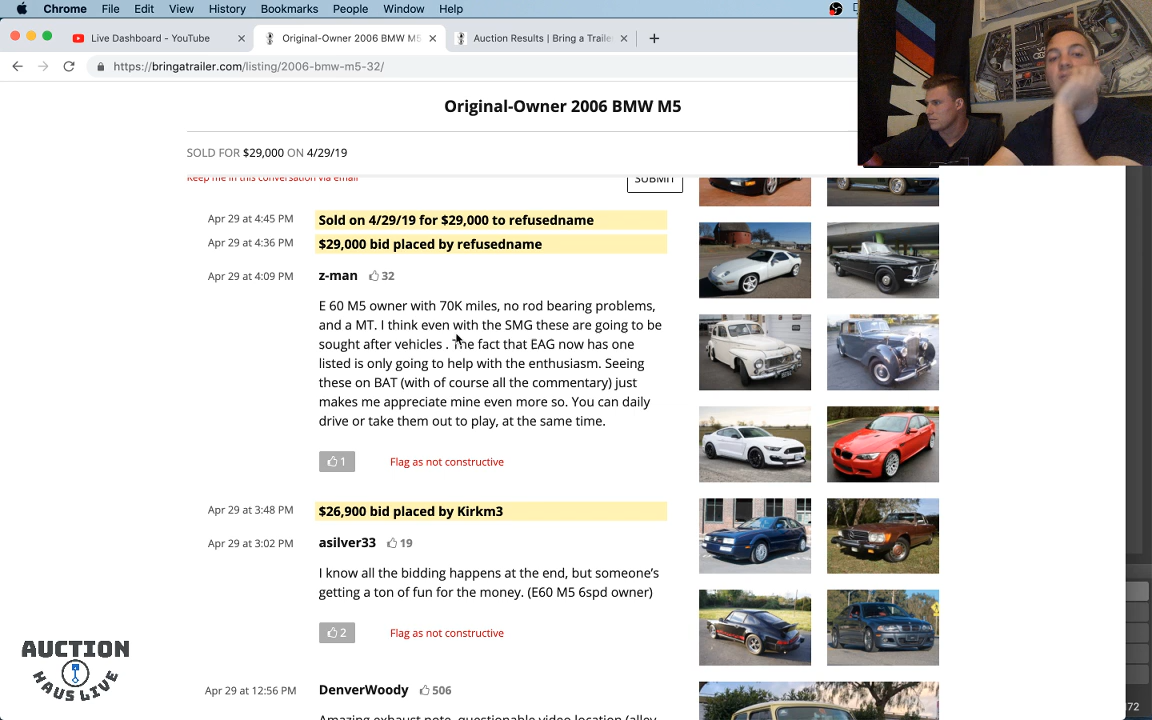 Chrome File Edit View History Bookmarks People Window Help
Live Dashboard - YouTube
Original-Owner 2006 BMW M5
Auction Results | Bring a Traile
https://bringatrailer.com/listing/2006-bmw-m5-32/
Original-Owner 2006 BMW M5
SOLD FOR $29,000 ON 4/29/19
Keep me in this conversation via email
SUBMIT
Apr 29 at 4:45 PM Sold on 4/29/19 for $29,000 to refusedname
Apr 29 at 4:36 PM $29,000 bid placed by refusedname
Apr 29 at 4:09 PM z-man 32
E 60 M5 owner with 70K miles, no rod bearing problems,
and a MT. I think even with the SMG these are going to be
sought after vehicles . The fact that EAG now has one
listed is only going to help with the enthusiasm. Seeing
these on BAT (with of course all the commentary) just
makes me appreciate mine even more so. You can daily
drive or take them out to play, at the same time.
1 Flag as not constructive
Apr 29 at 3:48 PM $26,900 bid placed by Kirkm3
Apr 29 at 3:02 PM asilver33 19
I know all the bidding happens at the end, but someone's
getting a ton of fun for the money. (E60 M5 6spd owner)
2 Flag as not constructive
Apr 29 at 12:56 PM DenverWoody 506
Amazing exhaust note, questionable video location (alley
AUCTION
HAUS LIVE
72